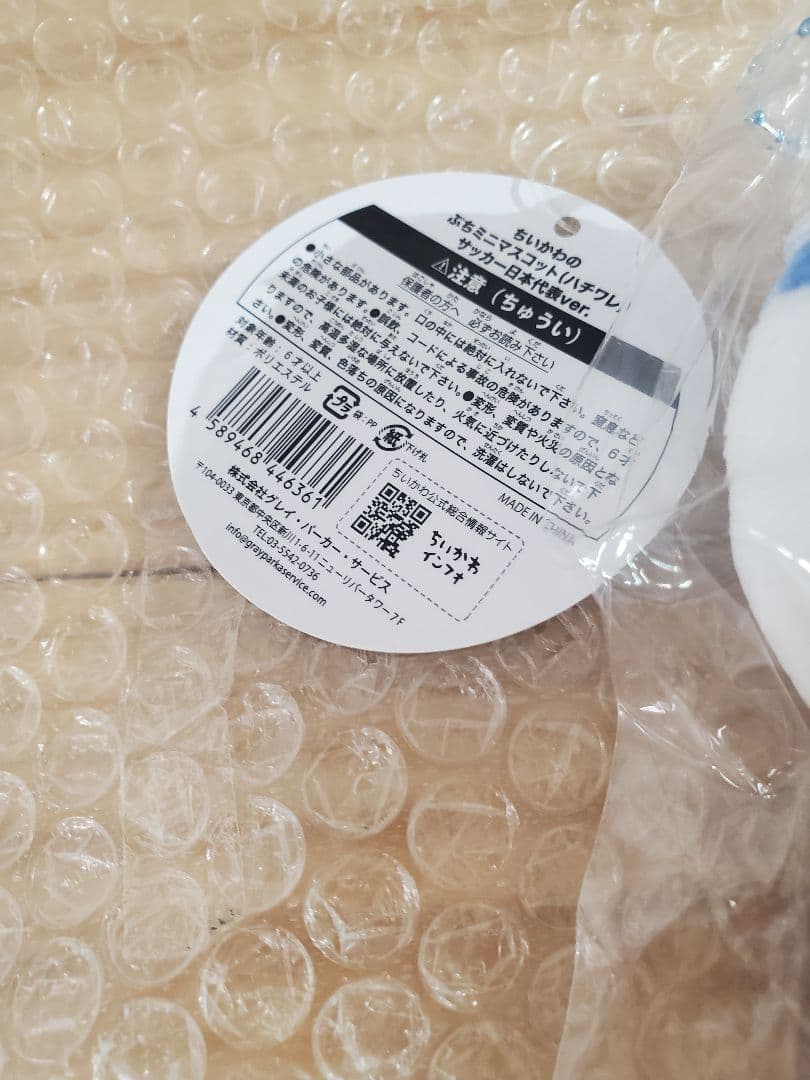 ちいかわの
ぷちミニマスコット(ハチワレ)
サッカー日本代表ver.
⚠注意（ちゅうい）
保護者の方へ 必ずお読み下さい
●小さな部品があります。口の中には絶対に入れないで下さい。窒息など
の危険があります。●誤飲、コードによる事故の危険がありますので、6才
未満のお子様には絶対に与えないで下さい。●変形、変質や火災の原因とな
りますので、高温多湿な場所に放置したり、火気に近づけたりしないで下
さい。●変形、変質、色落ちの原因になりますので、洗濯はしないで下さい。
対象年齢：6才以上
材質：ポリエステル
MADE IN CHINA
プラ 袋：PP
紙 下げ札
4 589468 446361
ちいかわ公式総合情報サイト
ちいかわ
インフォ
株式会社グレイ・パーカー・サービス
〒104-0033 東京都中央区新川1-6-11ニューリバータワー7F
TEL:03-5542-0736
info@grayparkaservice.com